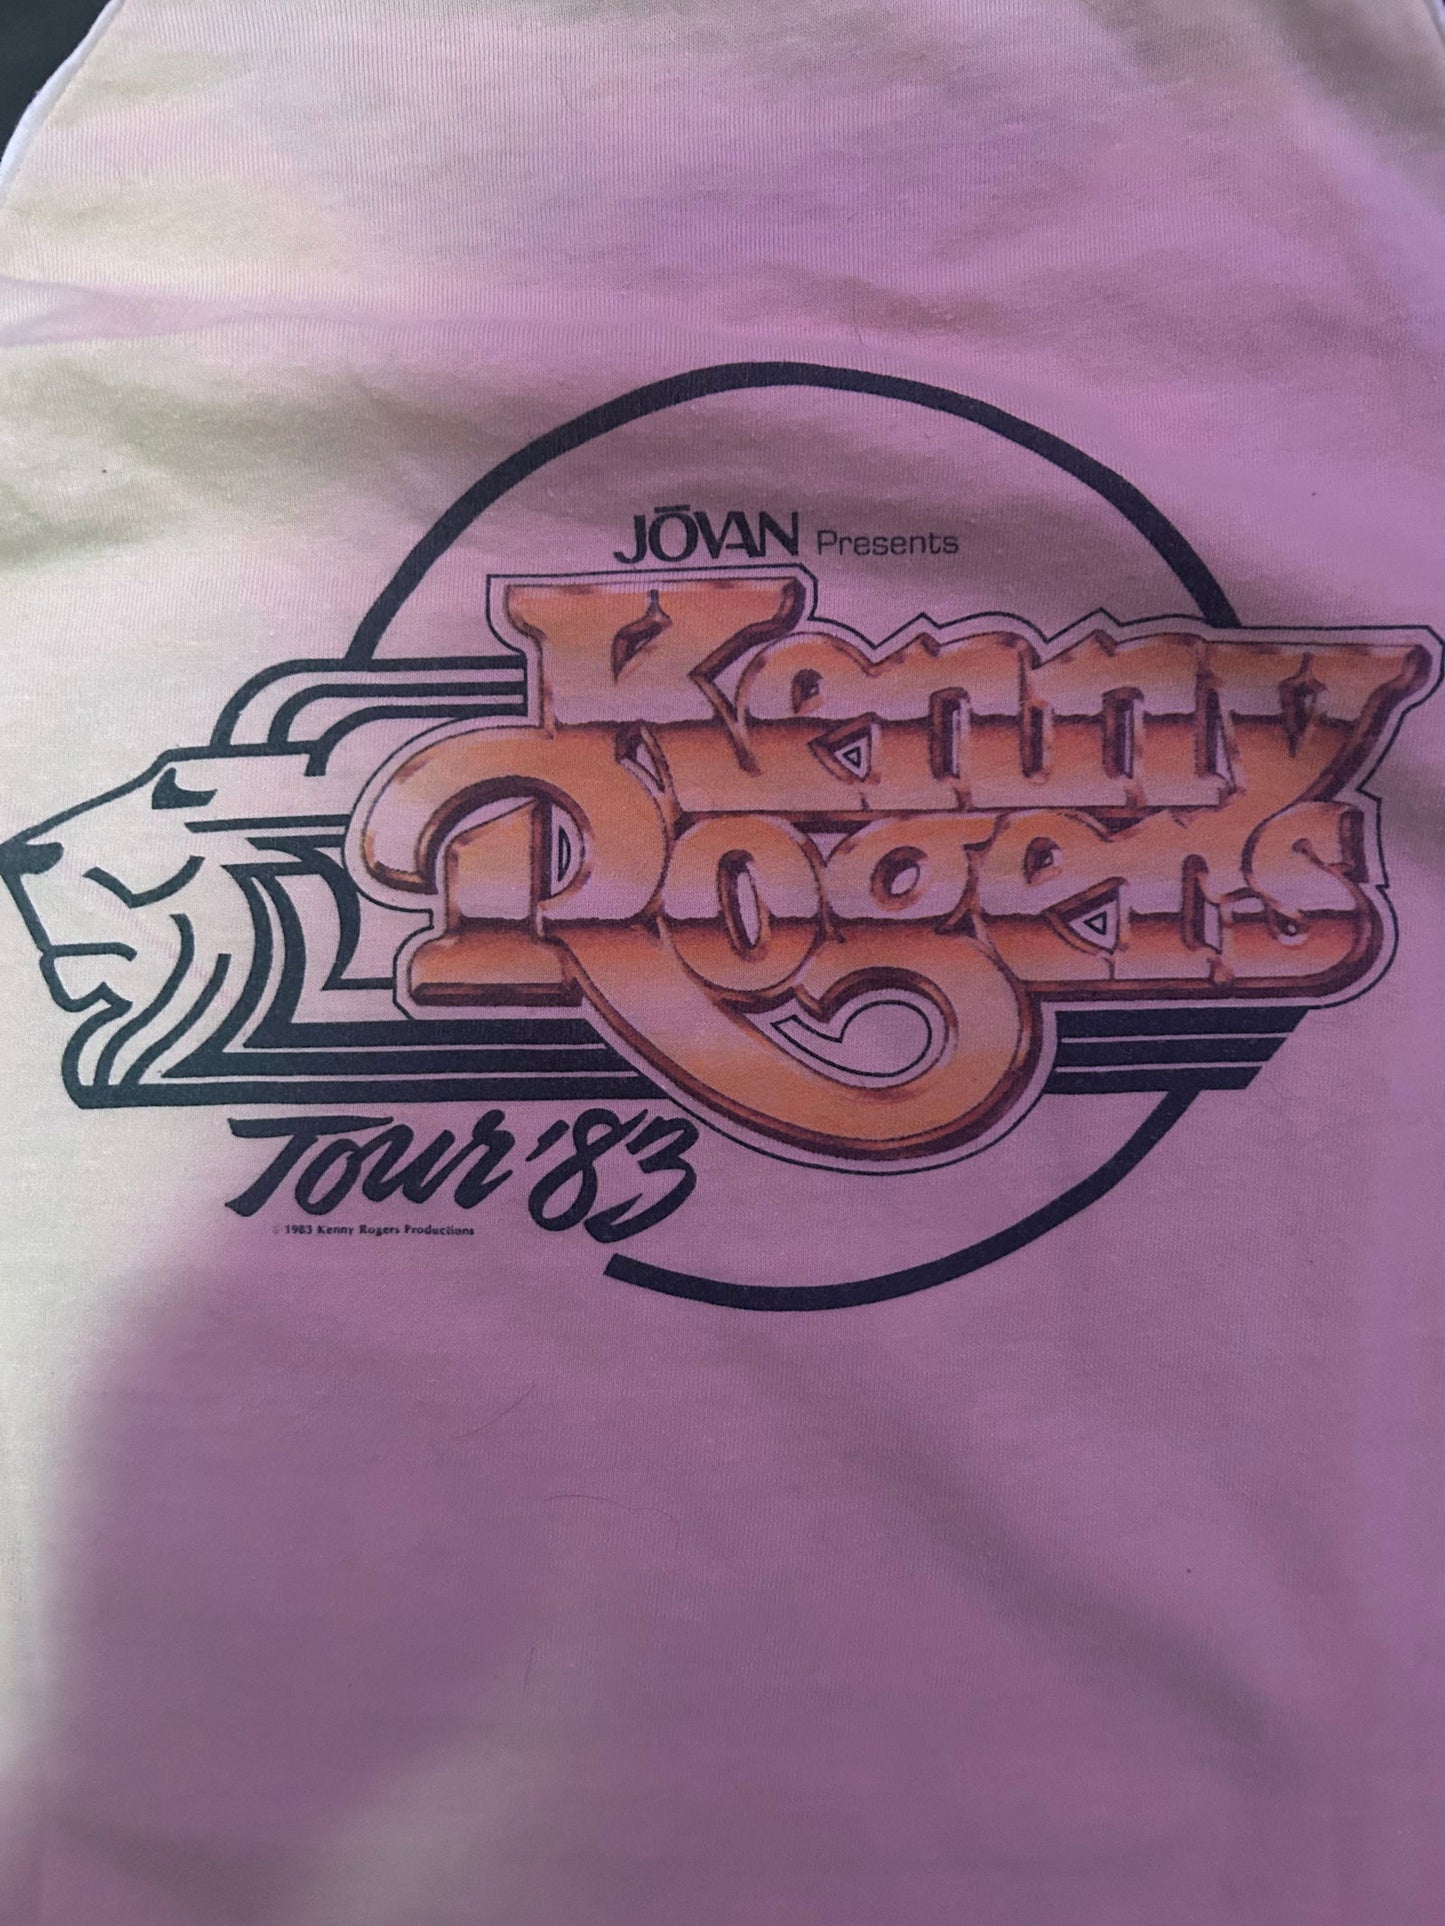 JŌVAN Presents
Kenny
Rogers
Tour '83
© 1983 Kenny Rogers Productions